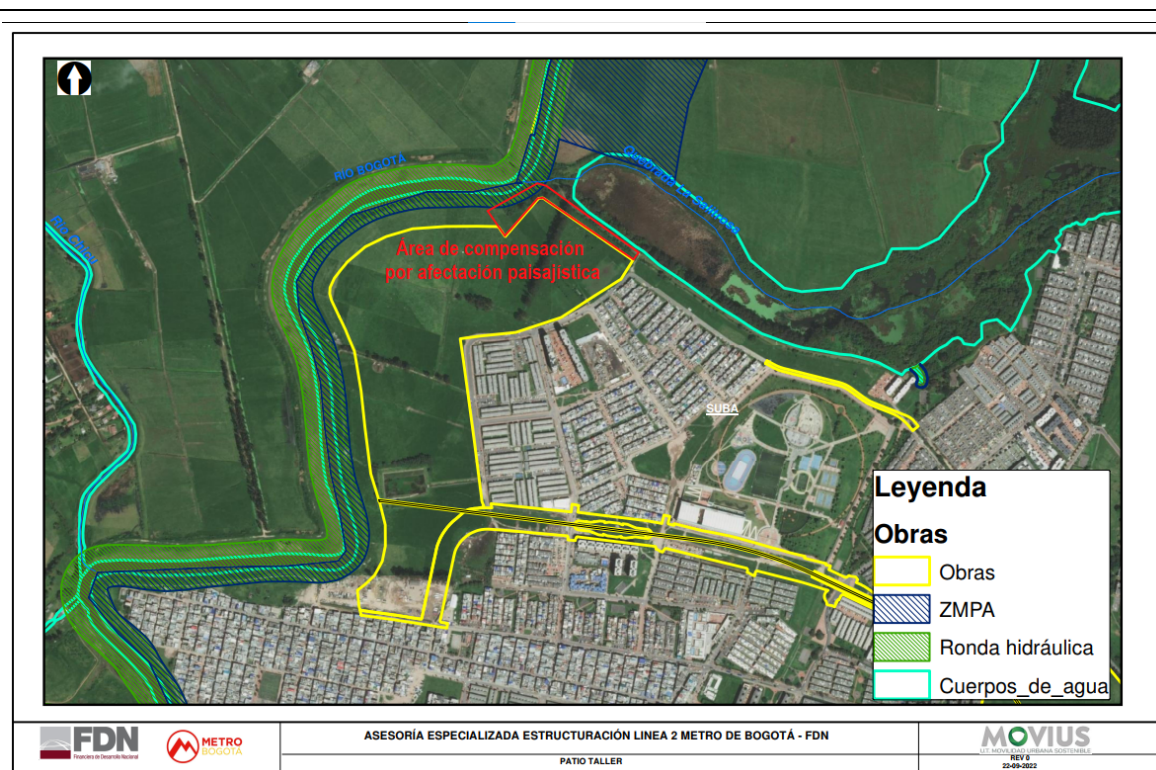 RÍO BOGOTÁ
Río Chicú
Área de compensación
por afectación paisajística
SUBA
Leyenda
Obras
Obras
ZMPA
Ronda hidráulica
Cuerpos_de_agua
FDN
Financiera de Desarrollo Nacional
METRO
BOGOTÁ
ASESORÍA ESPECIALIZADA ESTRUCTURACIÓN LINEA 2 METRO DE BOGOTÁ - FDN
PATIO TALLER
MOVIUS
U.T. MOVILIDAD URBANA SOSTENIBLE
REV 0
22-09-2022